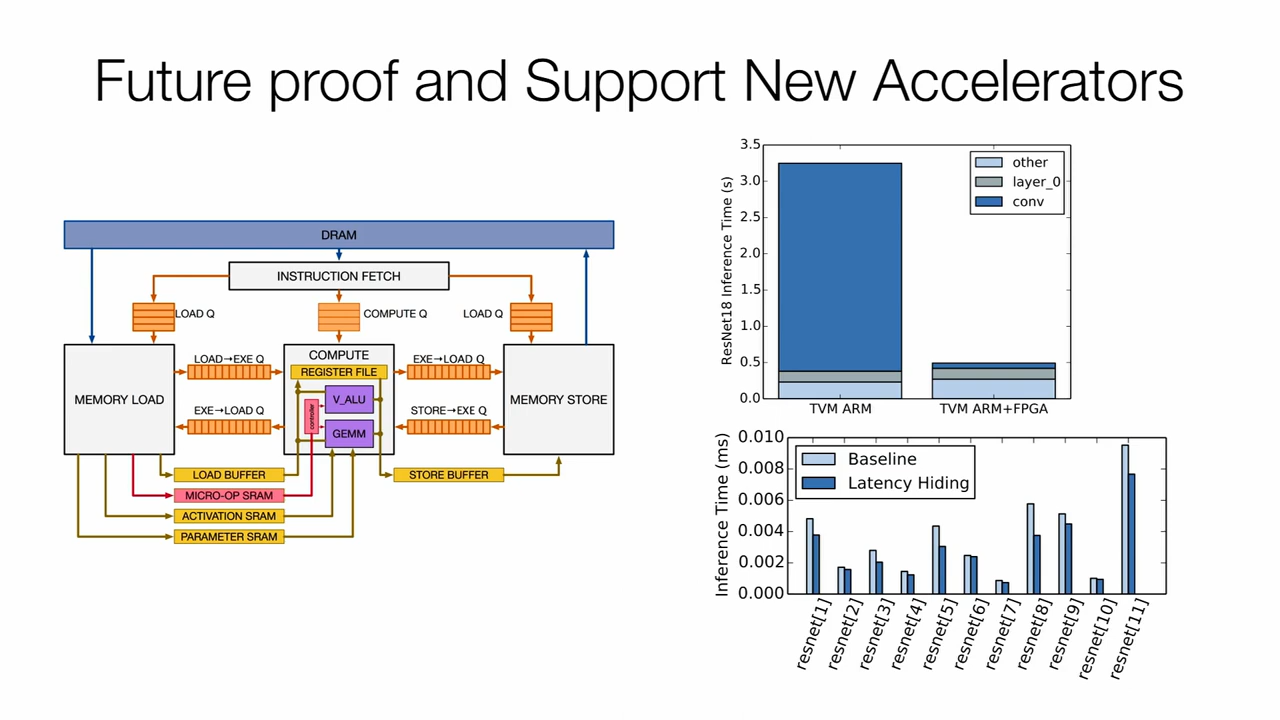 Future proof and Support New Accelerators
DRAM
INSTRUCTION FETCH
LOAD Q
COMPUTE Q
LOAD Q
LOAD→EXE Q
COMPUTE
EXE→LOAD Q
REGISTER FILE
MEMORY LOAD
V_ALU
MEMORY STORE
controller
EXE→LOAD Q
STORE→EXE Q
GEMM
LOAD BUFFER
STORE BUFFER
MICRO-OP SRAM
ACTIVATION SRAM
PARAMETER SRAM
ResNet18 Inference Time (s)
3.5
3.0
2.5
2.0
1.5
1.0
0.5
0.0
other
layer_0
conv
TVM ARM
TVM ARM+FPGA
Inference Time (ms)
0.010
0.008
0.006
0.004
0.002
0.000
Baseline
Latency Hiding
resnet[1]
resnet[2]
resnet[3]
resnet[4]
resnet[5]
resnet[6]
resnet[7]
resnet[8]
resnet[9]
resnet[10]
resnet[11]